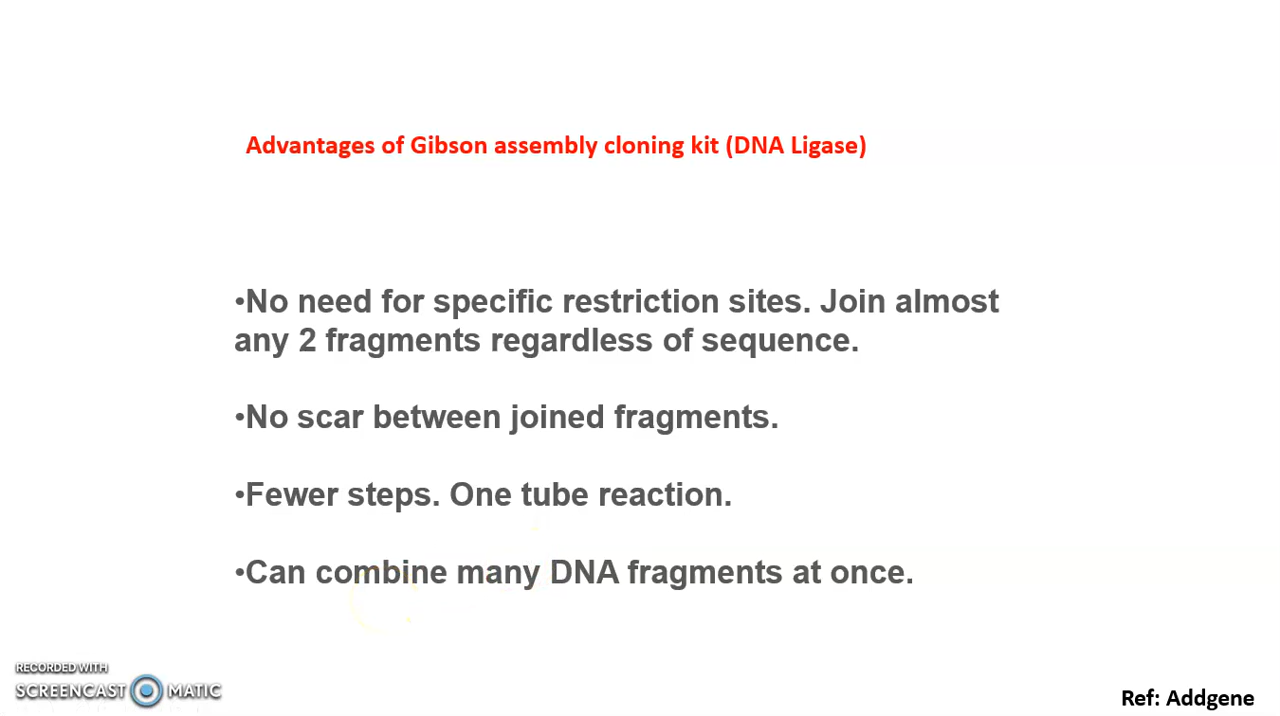 Advantages of Gibson assembly cloning kit (DNA Ligase)
•No need for specific restriction sites. Join almost
any 2 fragments regardless of sequence.
•No scar between joined fragments.
•Fewer steps. One tube reaction.
•Can combine many DNA fragments at once.
RECORDED WITH
SCREENCAST MATIC
Ref: Addgene